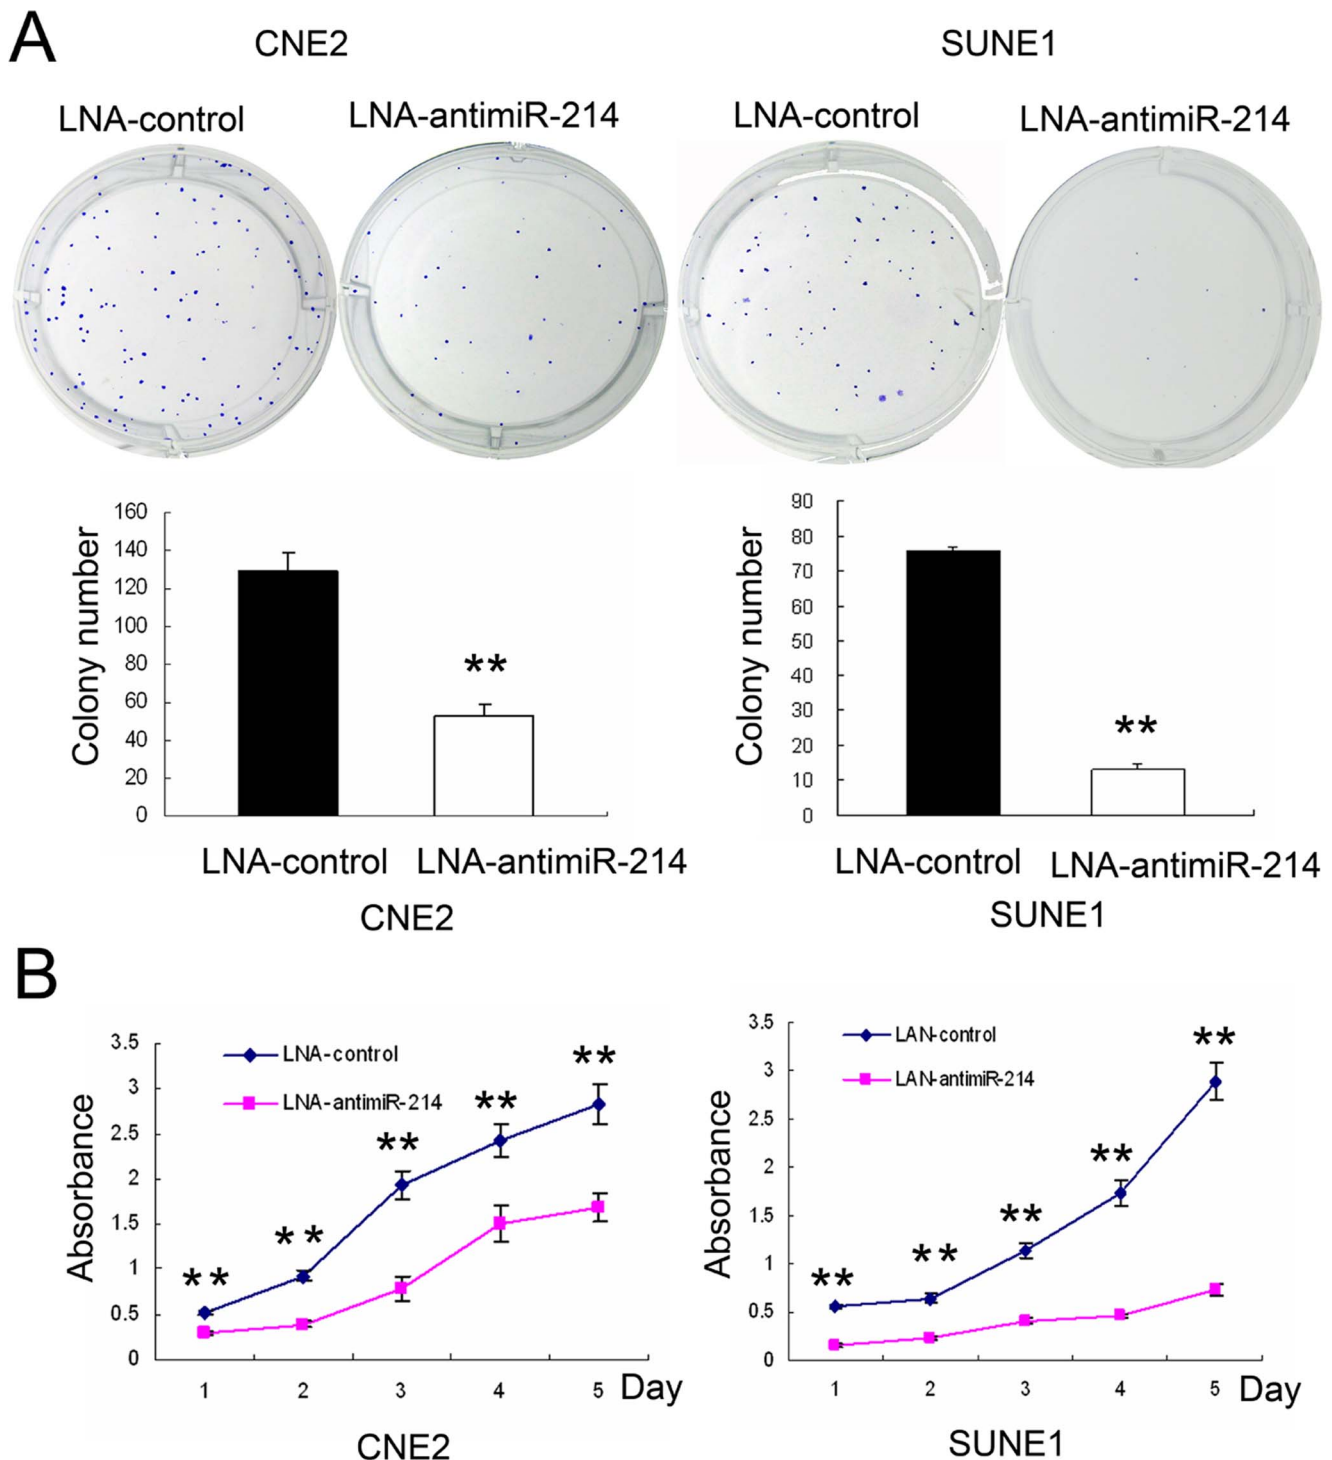 A
CNE2
SUNE1
LNA-control
LNA-antimiR-214
LNA-control
LNA-antimiR-214
160
140
120
100
80
60
40
20
0
Colony number
**
LNA-control
LNA-antimiR-214
CNE2
90
80
70
60
50
40
30
20
10
0
Colony number
**
LNA-control
LNA-antimiR-214
SUNE1
B
3.5
3
2.5
2
1.5
1
0.5
0
Absorbance
LNA-control
LNA-antimiR-214
**
**
**
**
**
1 2 3 4 5 Day
CNE2
3.5
3
2.5
2
1.5
1
0.5
0
Absorbance
LAN-control
LAN-antimiR-214
**
**
**
**
**
1 2 3 4 5 Day
SUNE1